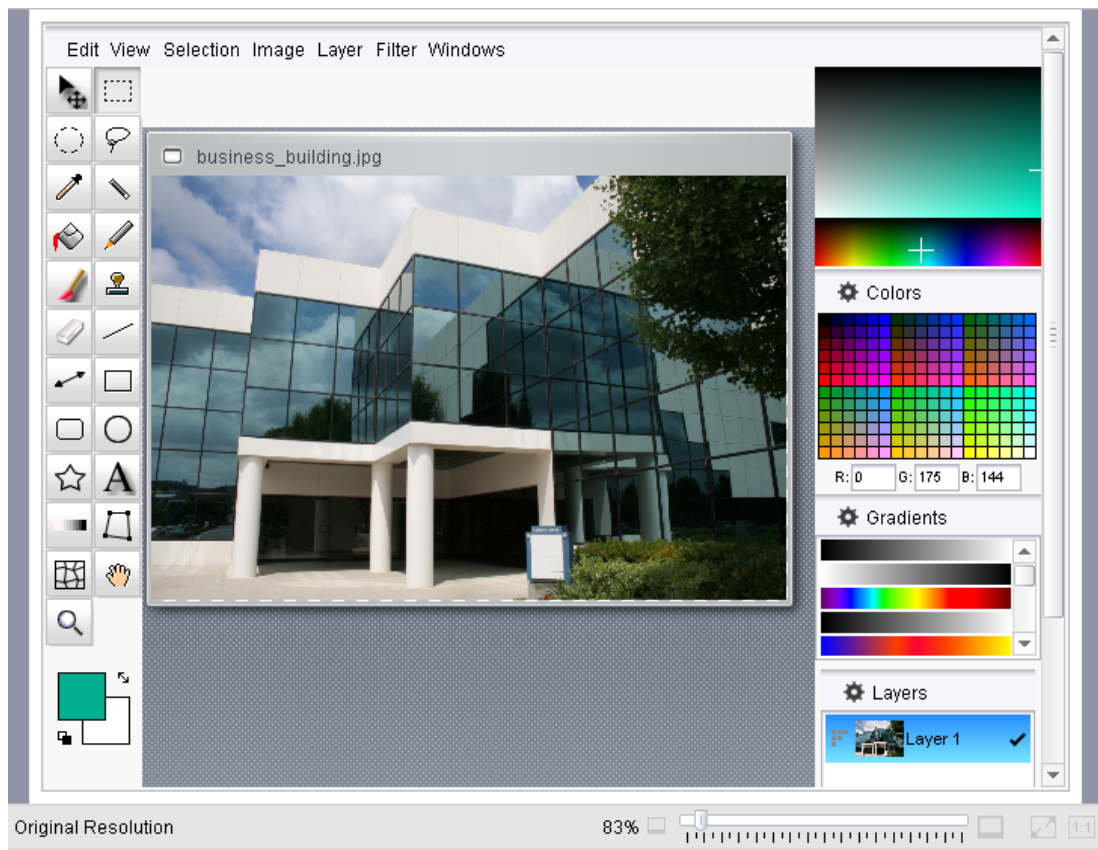 Edit View Selection Image Layer Filter Windows
business_building.jpg
Colors
R: 0 G: 175 B: 144
Gradients
Layers
Layer 1
A
Original Resolution
83%
1:1